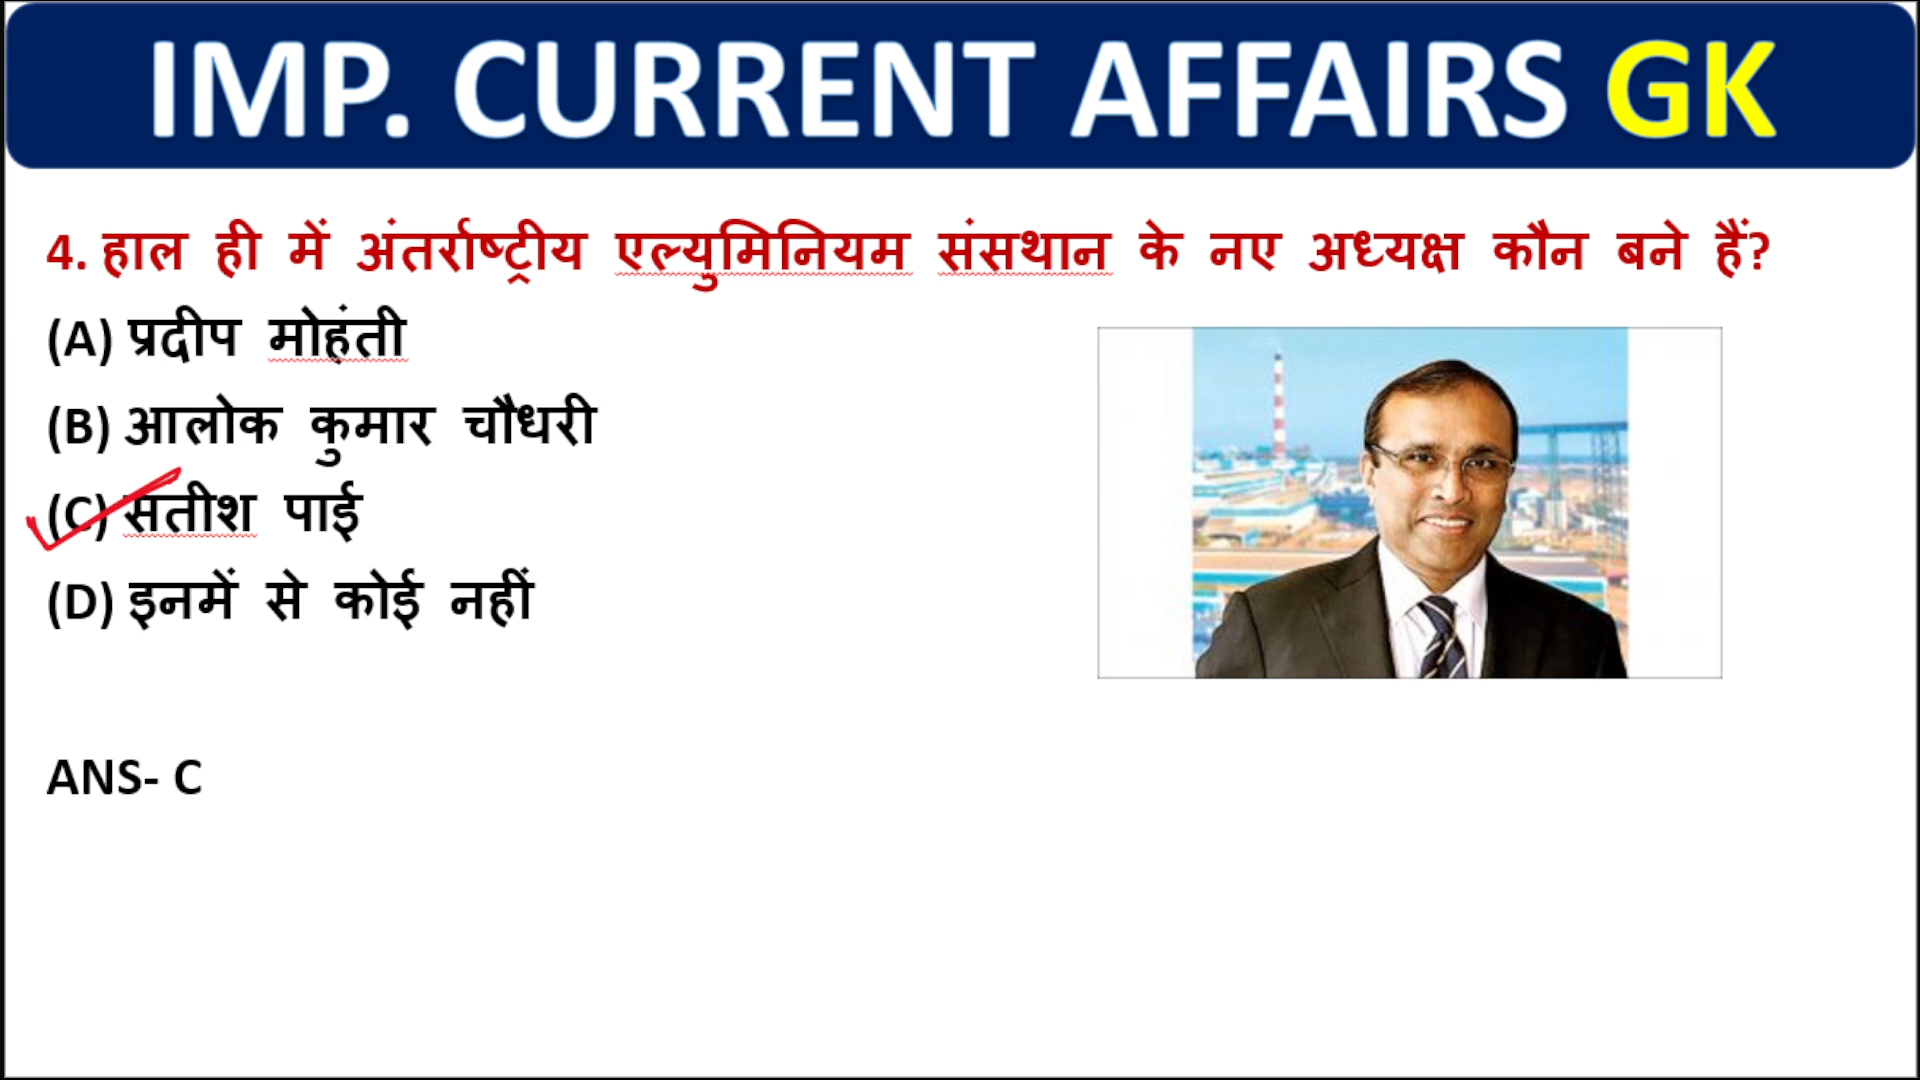 IMP. CURRENT AFFAIRS GK
4. हाल ही में अंतर्राष्ट्रीय एल्युमिनियम संसथान के नए अध्यक्ष कौन बने हैं?
(A) प्रदीप मोहंती
(B) आलोक कुमार चौधरी
(C) सतीश पाई
(D) इनमें से कोई नहीं
ANS- C